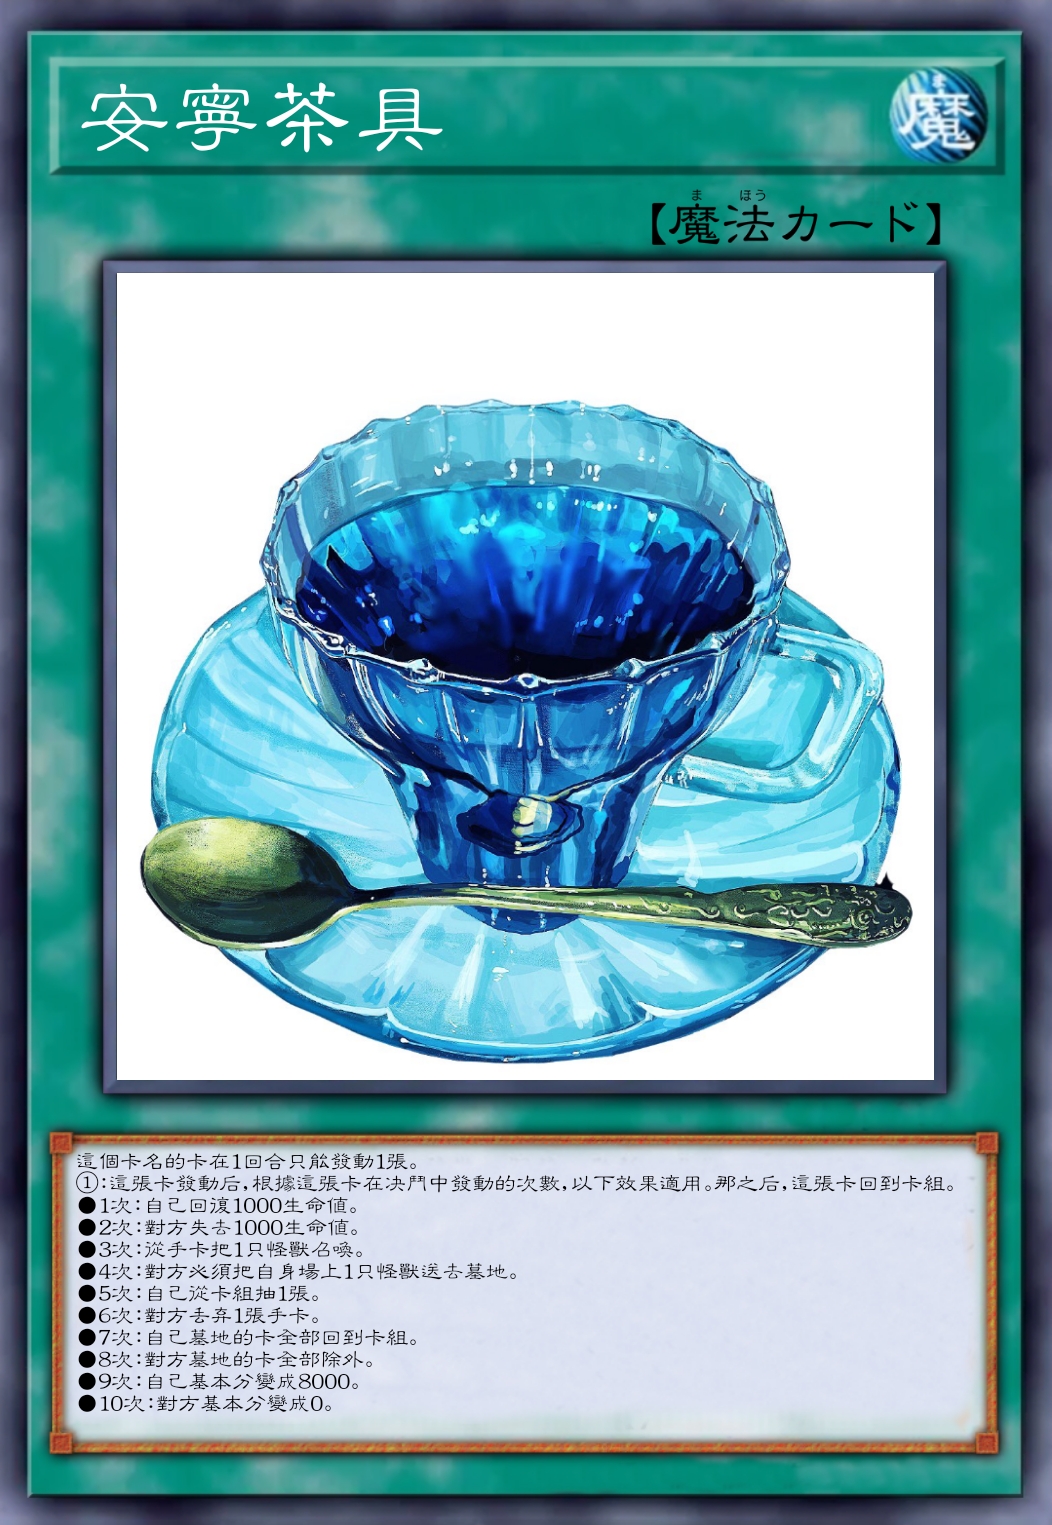 安寧茶具
魔
【魔法カード】
ま ほう
這個卡名的卡在1回合只能發動1張。
①:這張卡發動后,根據這張卡在决鬥中發動的次數,以下效果適用。那之后,這張卡回到卡組。
●1次:自己回復1000生命值。
●2次:對方失去1000生命值。
●3次:從手卡把1只怪獸召喚。
●4次:對方必須把自身場上1只怪獸送去墓地。
●5次:自己從卡組抽1張。
●6次:對方丟弃1張手卡。
●7次:自己墓地的卡全部回到卡組。
●8次:對方墓地的卡全部除外。
●9次:自己基本分變成8000。
●10次:對方基本分變成0。